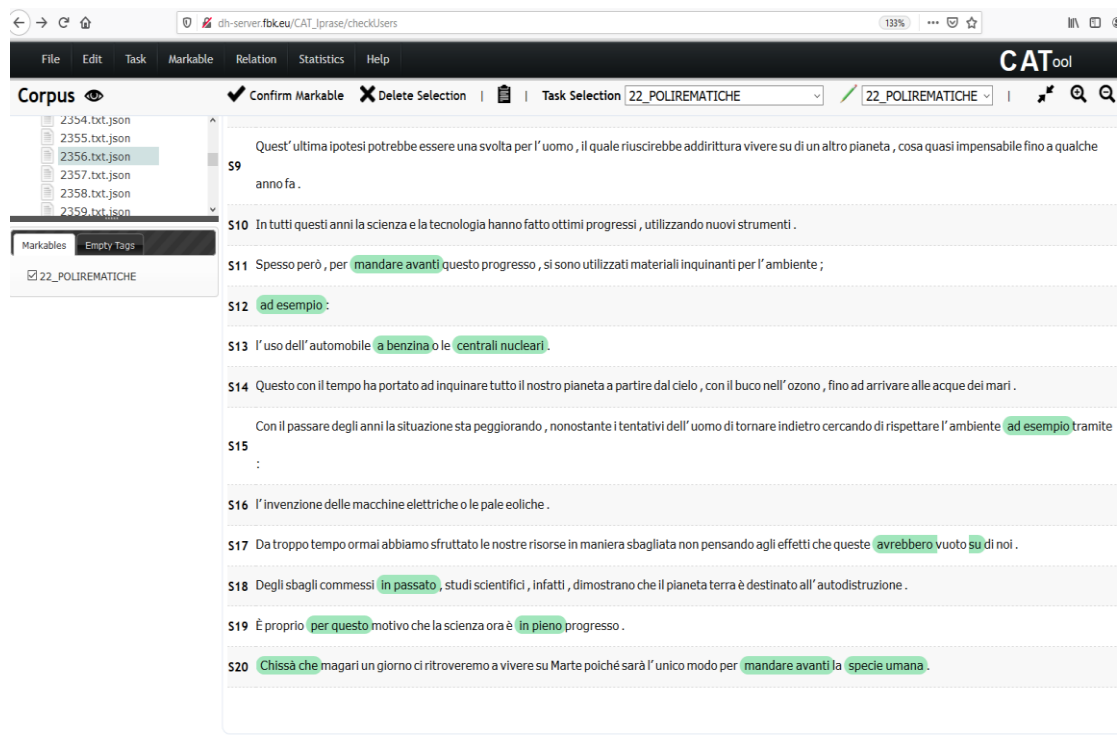 dh-server.fbk.eu/CAT_Iprase/checkUsers 133%
File Edit Task Markable Relation Statistics Help CATool
Corpus Confirm Markable Delete Selection | | Task Selection 22_POLIREMATICHE 22_POLIREMATICHE |
2354.txt.json
2355.txt.json
2356.txt.json
2357.txt.json
2358.txt.json
2359.txt.json
Markables Empty Tags
22_POLIREMATICHE
S9 Quest' ultima ipotesi potrebbe essere una svolta per l' uomo , il quale riuscirebbe addirittura vivere su di un altro pianeta , cosa quasi impensabile fino a qualche
anno fa .
S10 In tutti questi anni la scienza e la tecnologia hanno fatto ottimi progressi , utilizzando nuovi strumenti .
S11 Spesso però , per mandare avanti questo progresso , si sono utilizzati materiali inquinanti per l' ambiente ;
S12 ad esempio :
S13 l' uso dell' automobile a benzina o le centrali nucleari .
S14 Questo con il tempo ha portato ad inquinare tutto il nostro pianeta a partire dal cielo , con il buco nell' ozono , fino ad arrivare alle acque dei mari .
S15 Con il passare degli anni la situazione sta peggiorando , nonostante i tentativi dell' uomo di tornare indietro cercando di rispettare l' ambiente ad esempio tramite
:
S16 l' invenzione delle macchine elettriche o le pale eoliche .
S17 Da troppo tempo ormai abbiamo sfruttato le nostre risorse in maniera sbagliata non pensando agli effetti che queste avrebbero vuoto su di noi .
S18 Degli sbagli commessi in passato , studi scientifici , infatti , dimostrano che il pianeta terra è destinato all' autodistruzione .
S19 È proprio per questo motivo che la scienza ora è in pieno progresso .
S20 Chissà che magari un giorno ci ritroveremo a vivere su Marte poiché sarà l' unico modo per mandare avanti la specie umana .